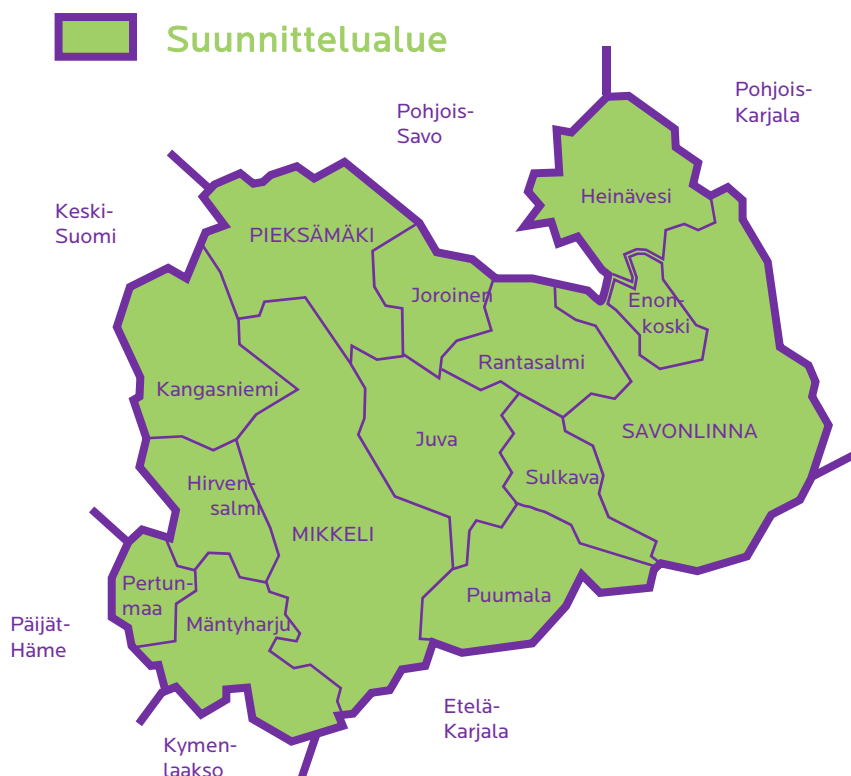 Suunnittelualue
Pohjois-
Karjala
Pohjois-
Savo
Keski-
Suomi
Heinävesi
PIEKSÄMÄKI
Joroinen
Enon-
koski
Rantasalmi
Kangasniemi
SAVONLINNA
Juva
Sulkava
Hirven-
salmi
MIKKELI
Pertun-
maa
Puumala
Mäntyharju
Päijät-
Häme
Etelä-
Karjala
Kymen-
laakso